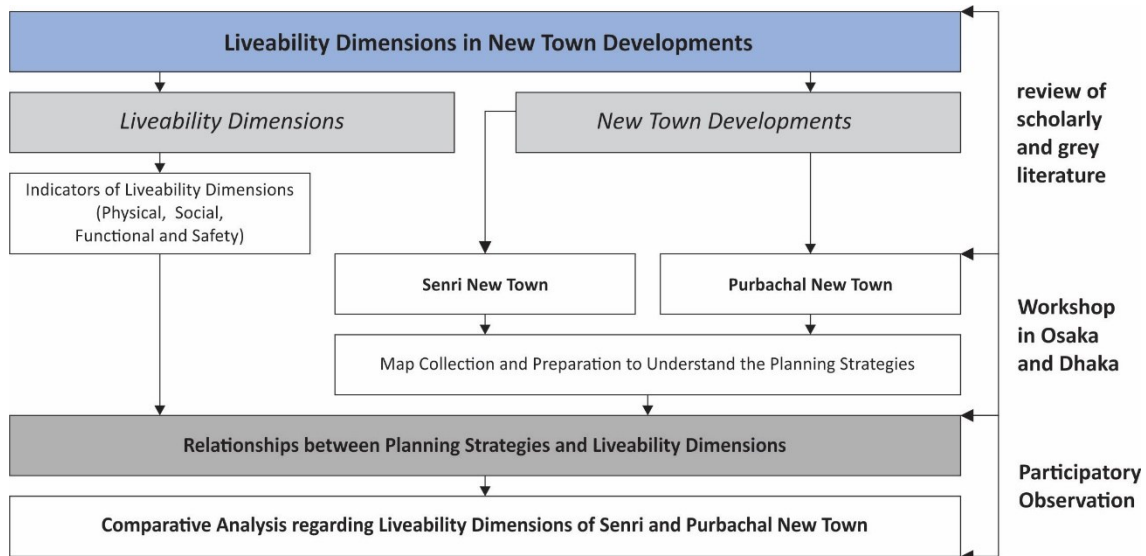 Liveability Dimensions in New Town Developments
Liveability Dimensions
New Town Developments
Indicators of Liveability Dimensions
(Physical, Social,
Functional and Safety)
Senri New Town
Purbachal New Town
Map Collection and Preparation to Understand the Planning Strategies
Relationships between Planning Strategies and Liveability Dimensions
Comparative Analysis regarding Liveability Dimensions of Senri and Purbachal New Town
review of
scholarly
and grey
literature
Workshop
in Osaka
and Dhaka
Participatory
Observation